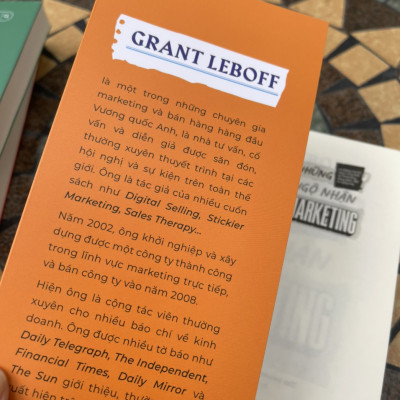 GRANT LEBOFF
là một trong những chuyên gia
marketing và bán hàng hàng đầu
Vương quốc Anh, là nhà tư vấn, cố
vấn và diễn giả được săn đón,
thường xuyên thuyết trình tại các
hội nghị và sự kiện trên toàn thế
giới. Ông là tác giả của nhiều cuốn
sách như Digital Selling, Stickier
Marketing, Sales Therapy...
Năm 2002, ông khởi nghiệp và xây
dựng được một công ty thành công
trong lĩnh vực marketing trực tiếp,
và bán công ty vào năm 2008.
Hiện ông là cộng tác viên thường
xuyên cho nhiều báo chí về kinh
doanh. Ông được nhiều tờ báo như
Daily Telegraph, The Independent,
Financial Times, Daily Mirror và
The Sun giới thiệu,
NHỮNG
NGỘ NHẬN
MARKETING